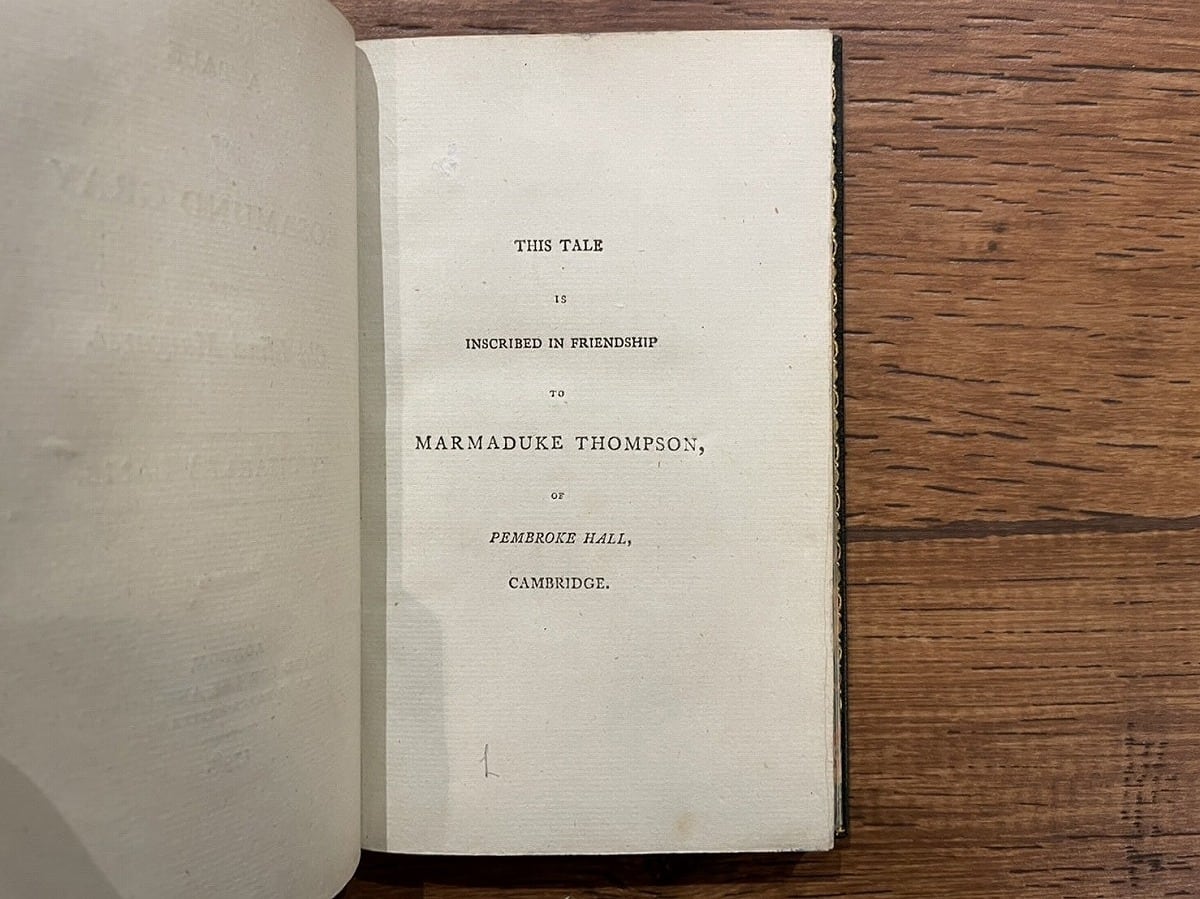 THIS TALE
IS
INSCRIBED IN FRIENDSHIP
TO
MARMADUKE THOMPSON,
OF
PEMBROKE HALL,
CAMBRIDGE.